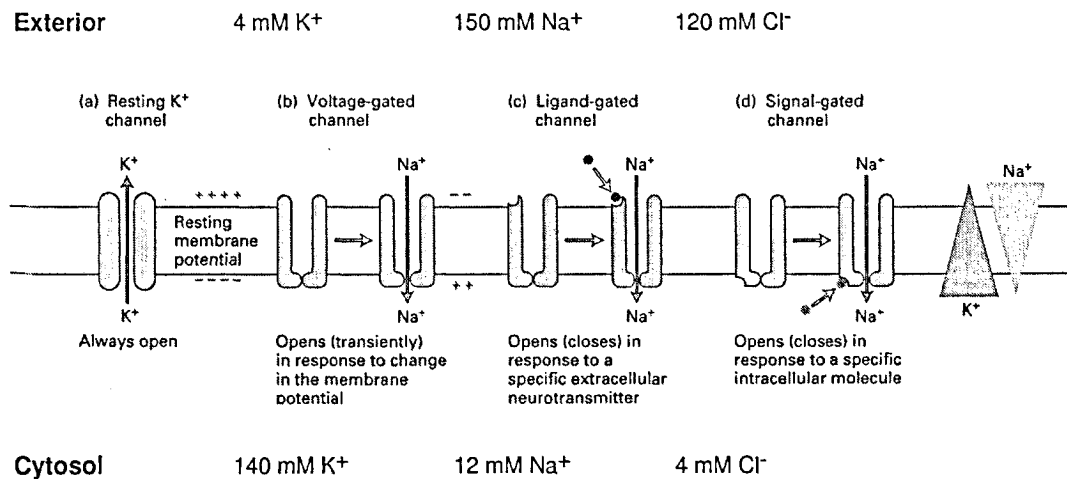 Exterior 4 mM K⁺ 150 mM Na⁺ 120 mM Cl⁻
(a) Resting K⁺ channel
(b) Voltage-gated channel
(c) Ligand-gated channel
(d) Signal-gated channel
K⁺
Na⁺
Na⁺
Na⁺
Na⁺
++++
– –
Resting
membrane
potential
– – – –
++
K⁺
Na⁺
Na⁺
Na⁺
K⁺
Always open
Opens (transiently)
in response to change
in the membrane
potential
Opens (closes) in
response to a
specific extracellular
neurotransmitter
Opens (closes) in
response to a specific
intracellular molecule
Cytosol 140 mM K⁺ 12 mM Na⁺ 4 mM Cl⁻